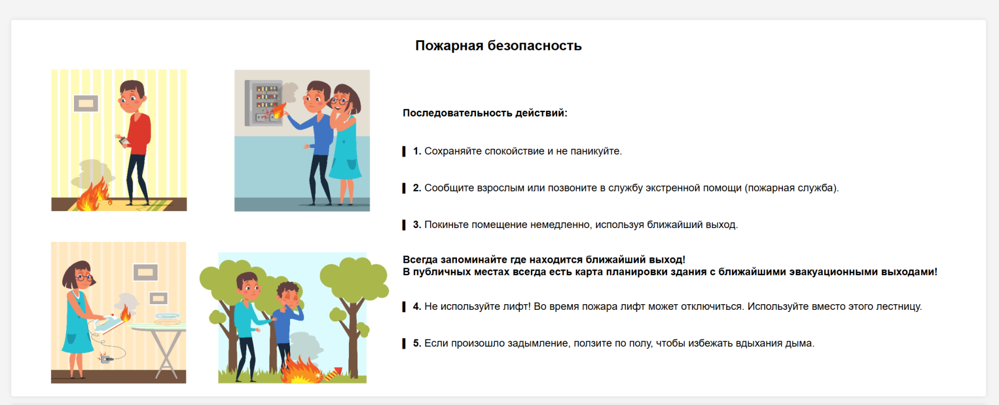 Пожарная безопасность
Последовательность действий:
1. Сохраняйте спокойствие и не паникуйте.
2. Сообщите взрослым или позвоните в службу экстренной помощи (пожарная служба).
3. Покиньте помещение немедленно, используя ближайший выход.
Всегда запоминайте где находится ближайший выход!
В публичных местах всегда есть карта планировки здания с ближайшими эвакуационными выходами!
4. Не используйте лифт! Во время пожара лифт может отключиться. Используйте вместо этого лестницу.
5. Если произошло задымление, ползите по полу, чтобы избежать вдыхания дыма.